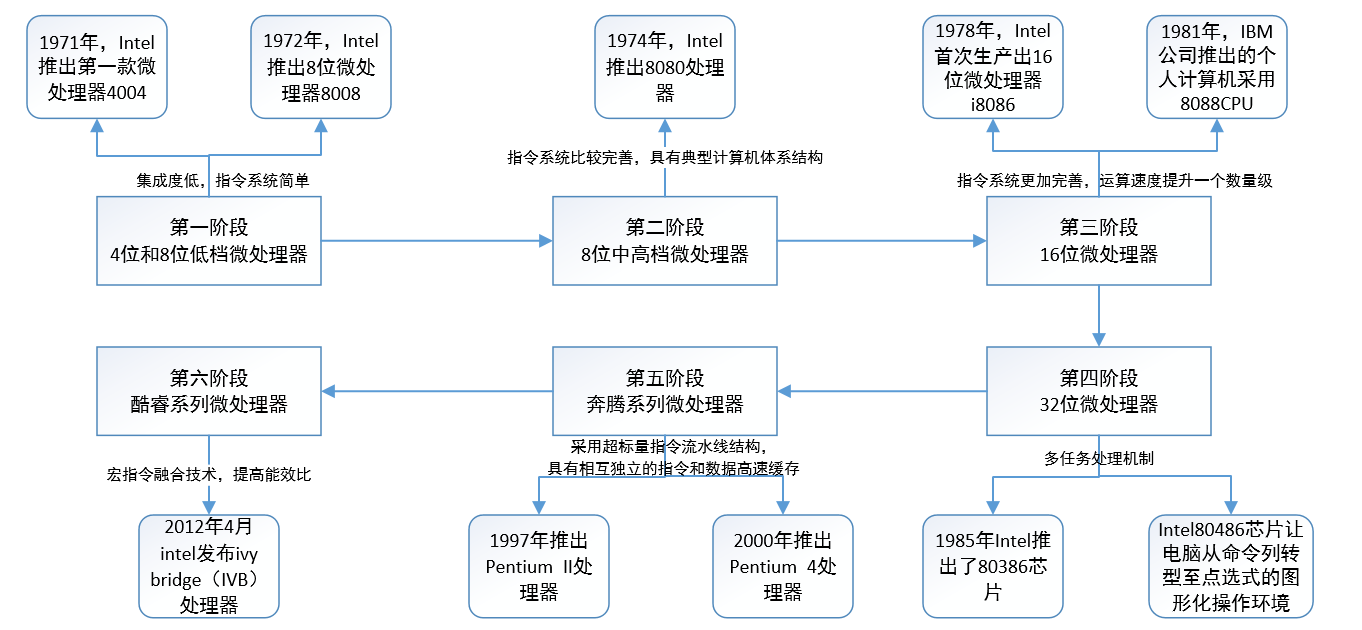 1971年，Intel
推出第一款微
处理器4004
1972年，Intel
推出8位微处
理器8008
1974年，Intel
推出8080处理
器
1978年，Intel
首次生产出16
位微处理器
i8086
1981年，IBM
公司推出的个
人计算机采用
8088CPU
集成度低，指令系统简单
指令系统比较完善，具有典型计算机体系结构
指令系统更加完善，运算速度提升一个数量级
第一阶段
4位和8位低档微处理器
第二阶段
8位中高档微处理器
第三阶段
16位微处理器
第六阶段
酷睿系列微处理器
第五阶段
奔腾系列微处理器
第四阶段
32位微处理器
宏指令融合技术，提高能效比
采用超标量指令流水线结构，
具有相互独立的指令和数据高速缓存
多任务处理机制
2012年4月
intel发布ivy
bridge（IVB）
处理器
1997年推出
Pentium II处
理器
2000年推出
Pentium 4处
理器
1985年Intel推
出了80386芯
片
Intel80486芯片让
电脑从命令列转
型至点选式的图
形化操作环境